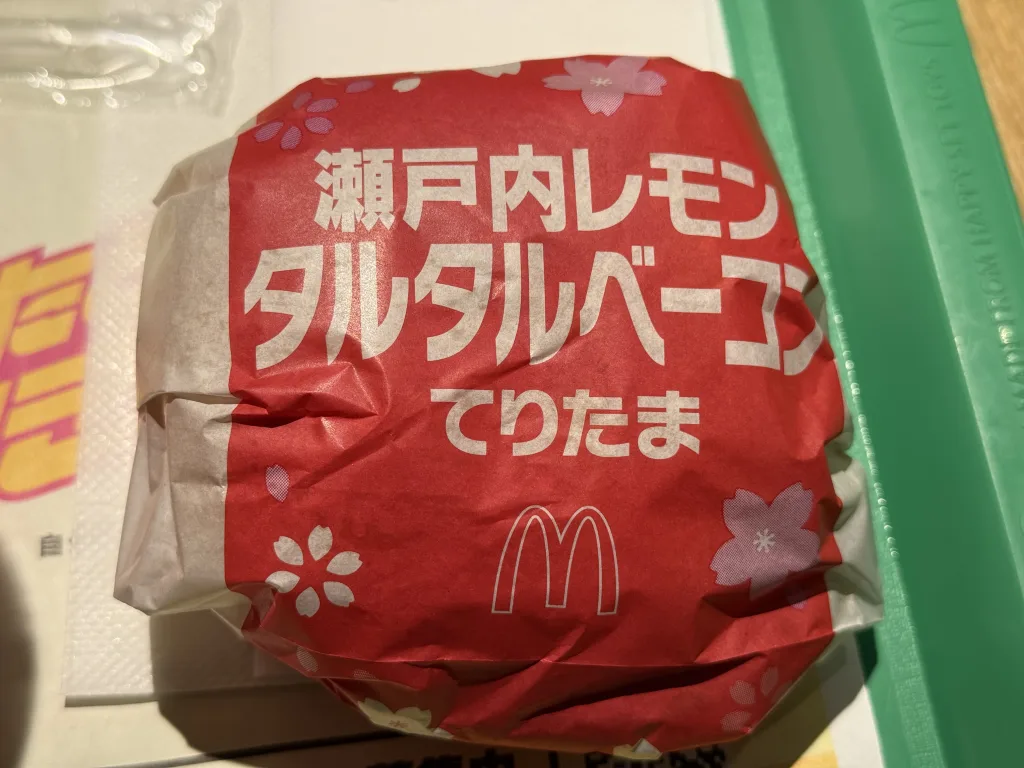 瀬戸内レモン
タルタルベーコン
てりたま